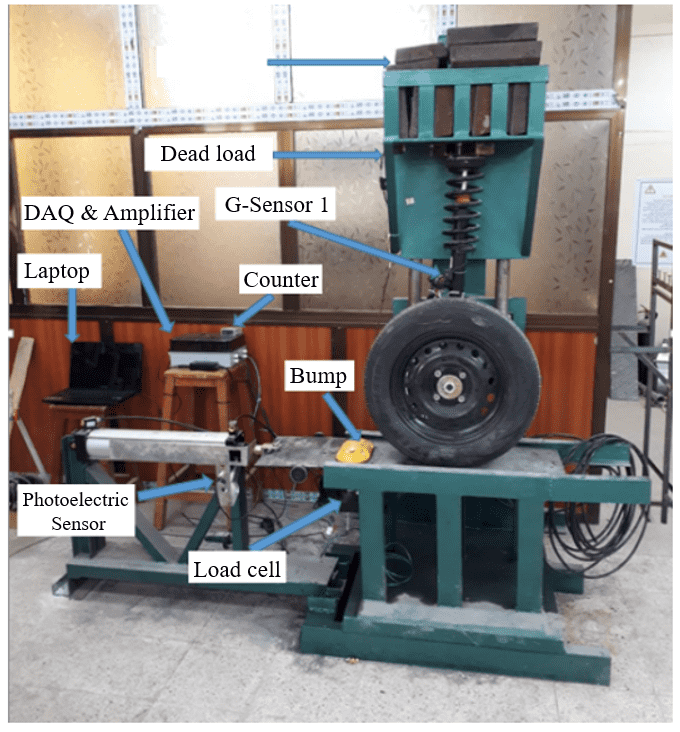 Dead load
DAQ & Amplifier
G-Sensor 1
Laptop
Counter
Bump
Photoelectric
Sensor
Load cell